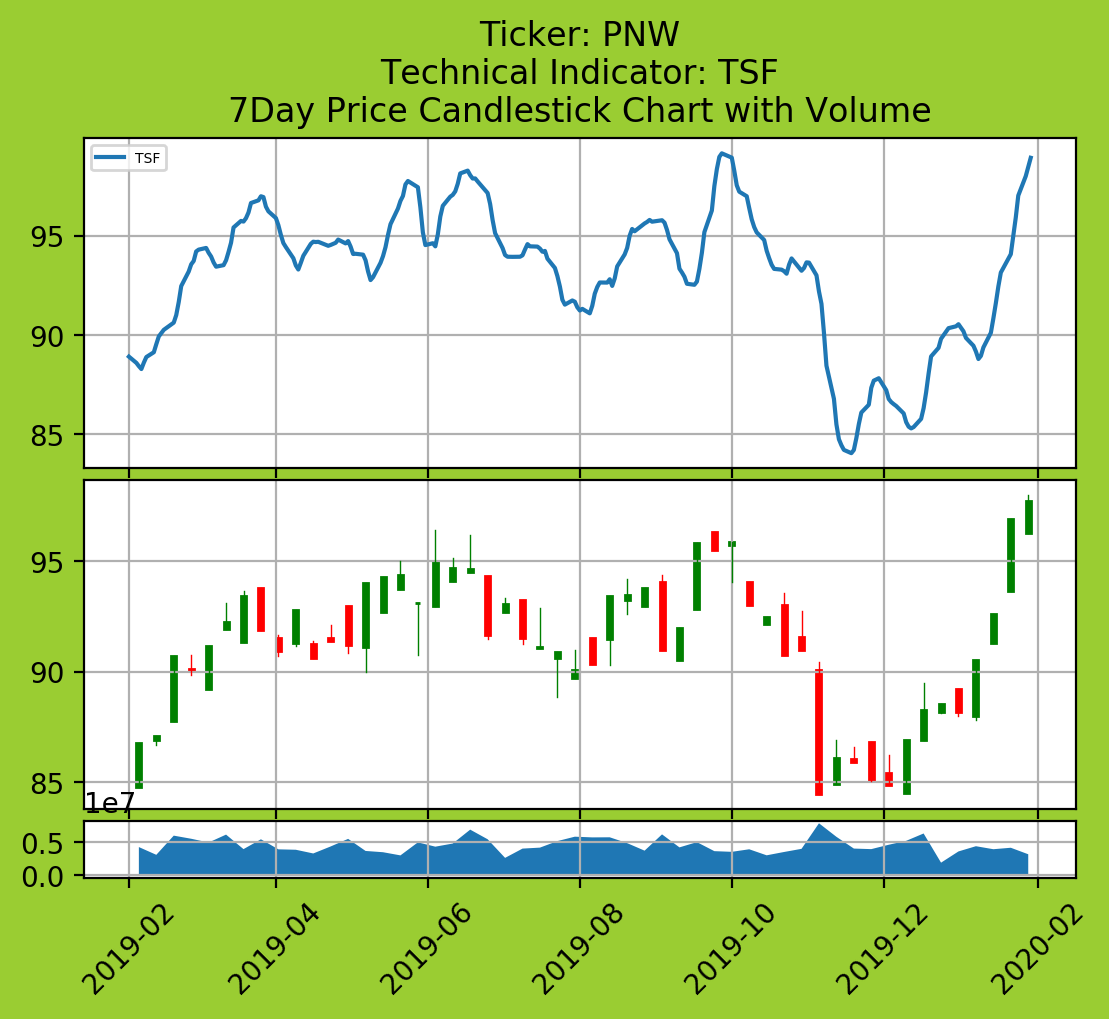 Ticker: PNW
Technical Indicator: TSF
7Day Price Candlestick Chart with Volume
TSF
95
90
85
95
90
85
1e7
0.5
0.0
2019-02 2019-04 2019-06 2019-08 2019-10 2019-12 2020-02